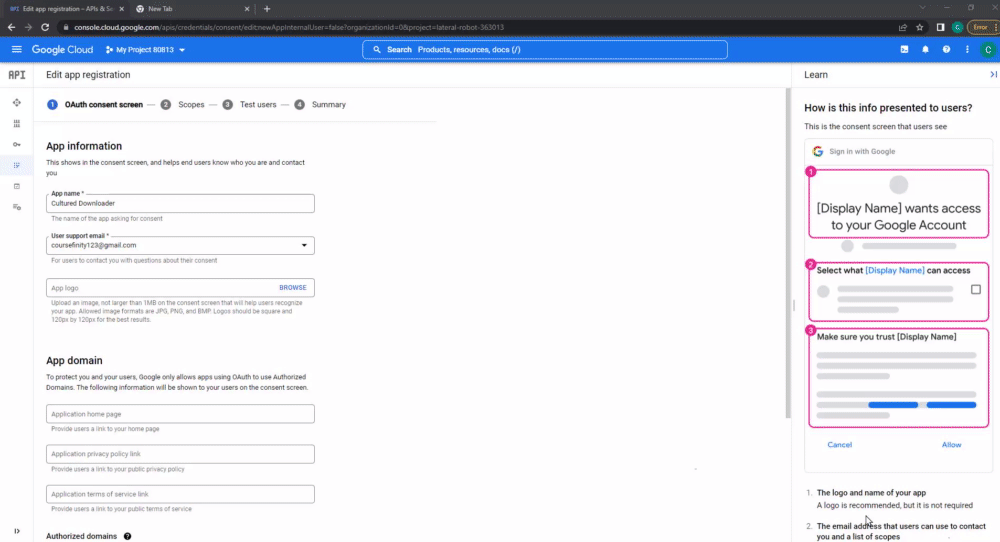 Edit app registration – APIs & Se
New Tab
console.cloud.google.com/apis/credentials/consent/edit;newAppInternalUser=false?organizationId=0&project=lateral-robot-363013
Error
Google Cloud
My Project 80813
Search Products, resources, docs (/)
C
API
Edit app registration
Learn
1 OAuth consent screen — 2 Scopes — 3 Test users — 4 Summary
App information
This shows in the consent screen, and helps end users know who you are and contact
you
App name *
Cultured Downloader
The name of the app asking for consent
User support email *
coursefinity123@gmail.com
For users to contact you with questions about their consent
App logo
BROWSE
Upload an image, not larger than 1MB on the consent screen that will help users recognize
your app. Allowed image formats are JPG, PNG, and BMP. Logos should be square and
120px by 120px for the best results.
App domain
To protect you and your users, Google only allows apps using OAuth to use Authorized
Domains. The following information will be shown to your users on the consent screen.
Application home page
Provide users a link to your home page
Application privacy policy link
Provide users a link to your public privacy policy
Application terms of service link
Provide users a link to your public terms of service
Authorized domains
How is this info presented to users?
This is the consent screen that users see
Sign in with Google
1
[Display Name] wants access
to your Google Account
2
Select what [Display Name] can access
3
Make sure you trust [Display Name]
Cancel
Allow
1. The logo and name of your app
A logo is recommended, but it is not required
2. The email address that users can use to contact
you and a list of scopes